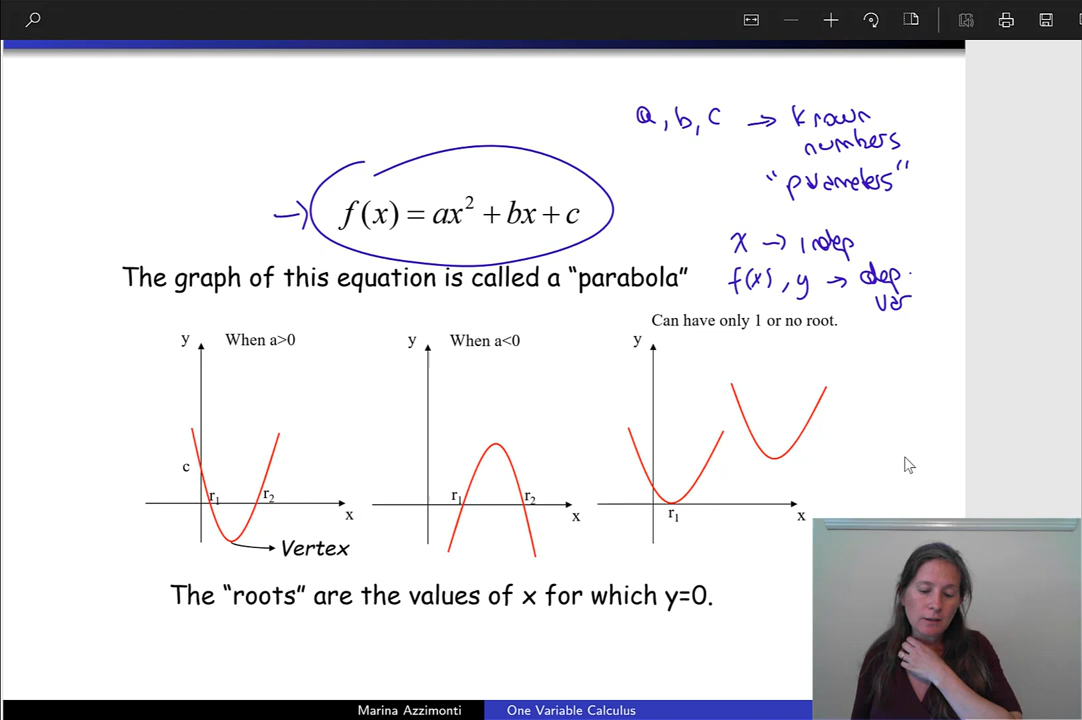 a, b, c → known
numbers
"parameters"
→ f(x) = ax² + bx + c
x → indep
f(x), y → dep.
var
The graph of this equation is called a “parabola”
Can have only 1 or no root.
y When a>0
y When a<0
y
c
r₁ r₂
x
Vertex
r₁ r₂
x
r₁
x
The “roots” are the values of x for which y=0.
Marina Azzimonti One Variable Calculus